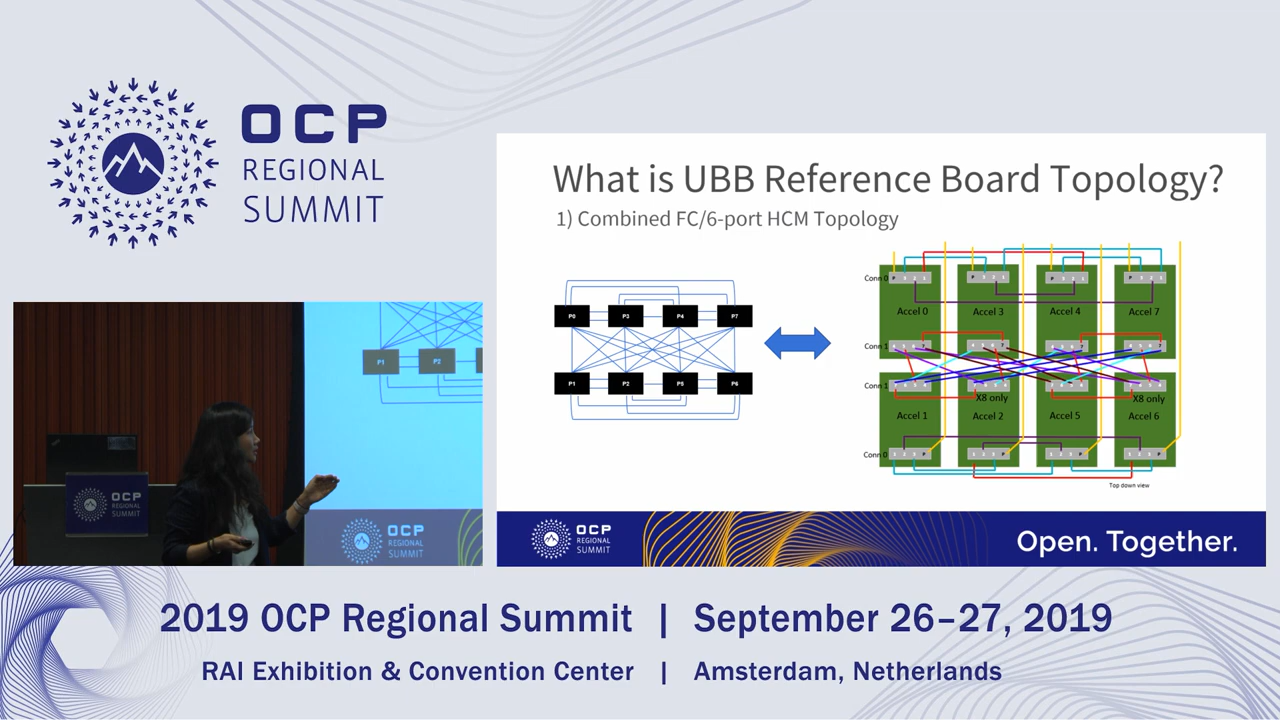 OCP
REGIONAL
SUMMIT
What is UBB Reference Board Topology?
1) Combined FC/6-port HCM Topology
P0 P3 P4 P7
P1 P2 P5 P6
Conn 0
Accel 0 Accel 3 Accel 4 Accel 7
Conn 1
Conn 1
X8 only X8 only
Accel 1 Accel 2 Accel 5 Accel 6
Conn 0
Top down view
OCP
REGIONAL
SUMMIT
Open. Together.
P1 P2
OCP
REGIONAL
SUMMIT
OCP
REGIONAL
SUMMIT
2019 OCP Regional Summit | September 26–27, 2019
RAI Exhibition & Convention Center | Amsterdam, Netherlands